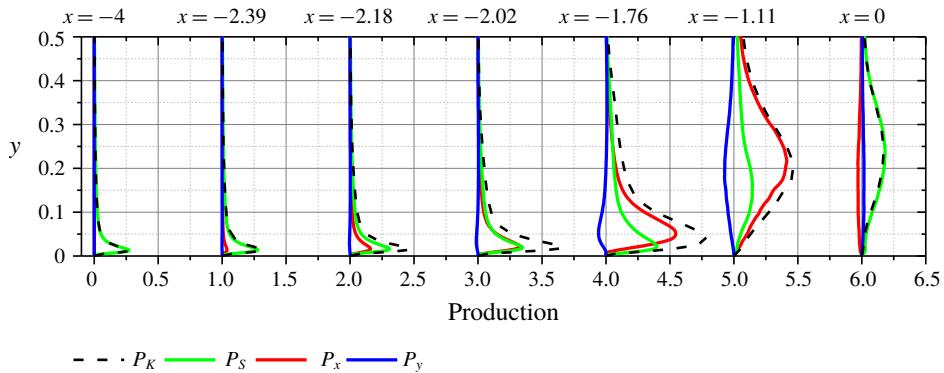 x = −4 x = −2.39 x = −2.18 x = −2.02 x = −1.76 x = −1.11 x = 0
0.5
0.4
0.3
y
0.2
0.1
0
0 0.5 1.0 1.5 2.0 2.5 3.0 3.5 4.0 4.5 5.0 5.5 6.0 6.5
Production
P_K P_S P_x P_y